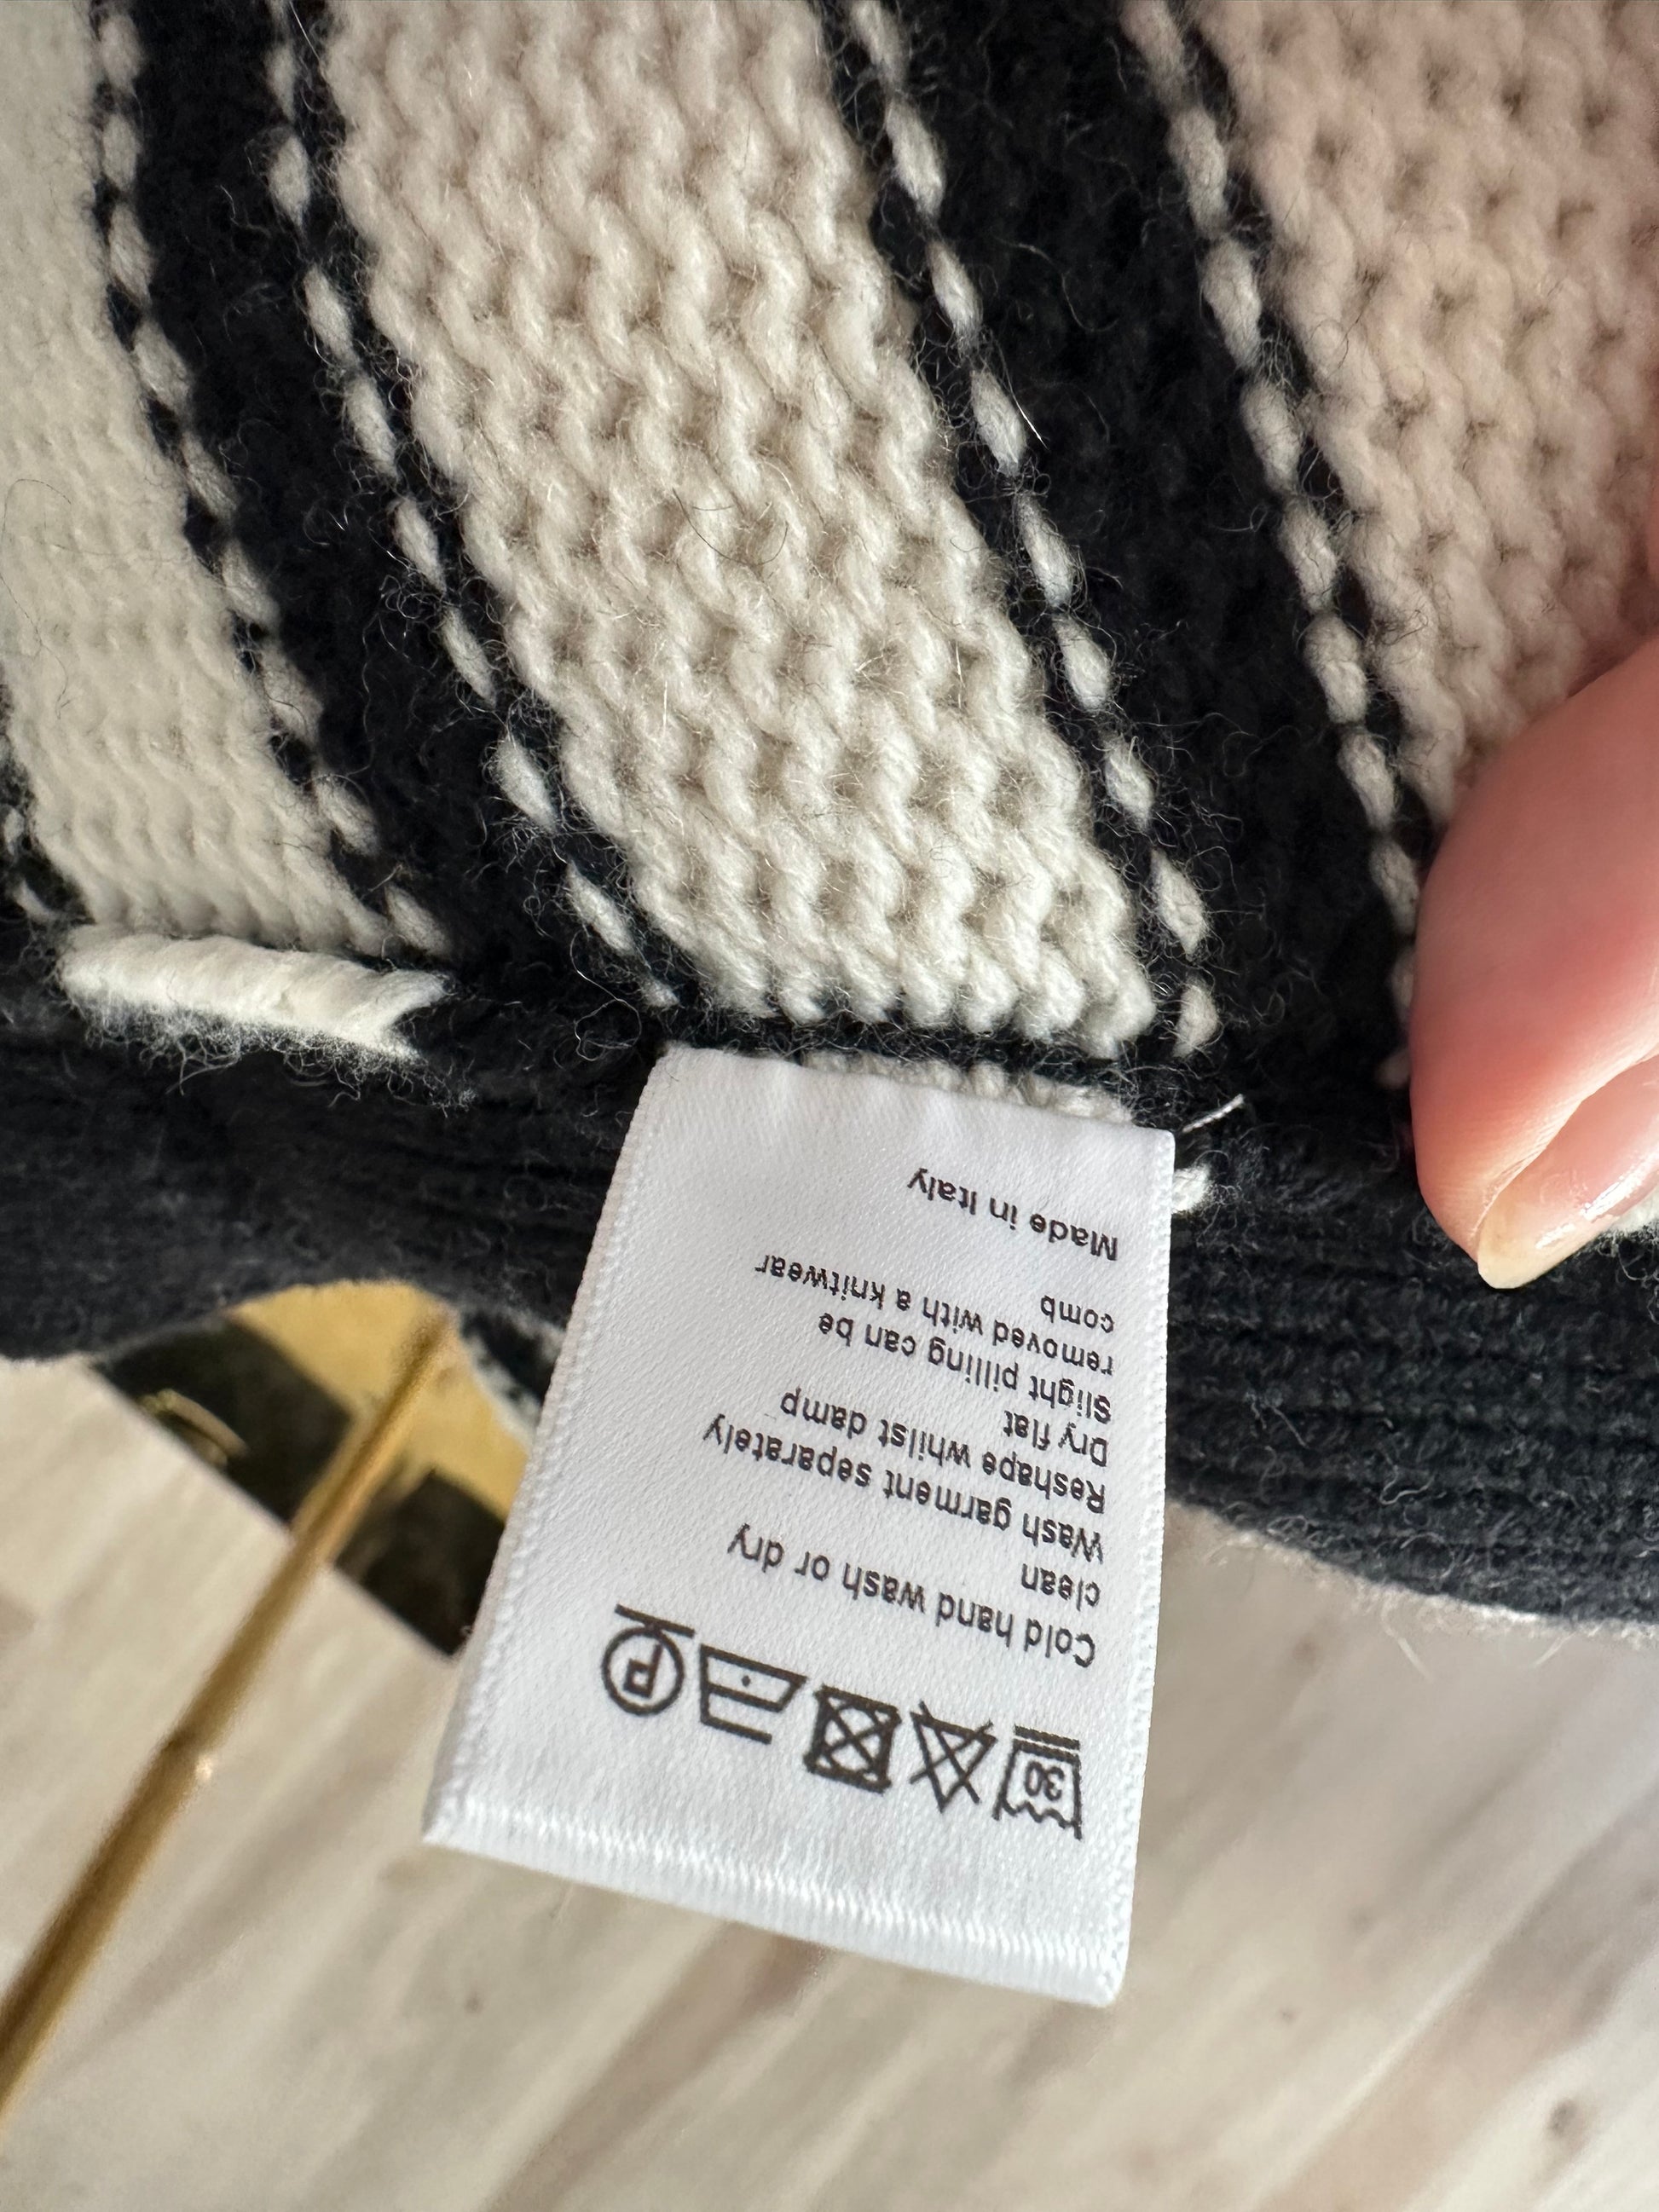 30 P
Cold hand wash or dry
clean
Wash garment separately
Reshape whilst damp
Dry flat
Slight pilling can be
removed with a knitwear
comb
Made in Italy